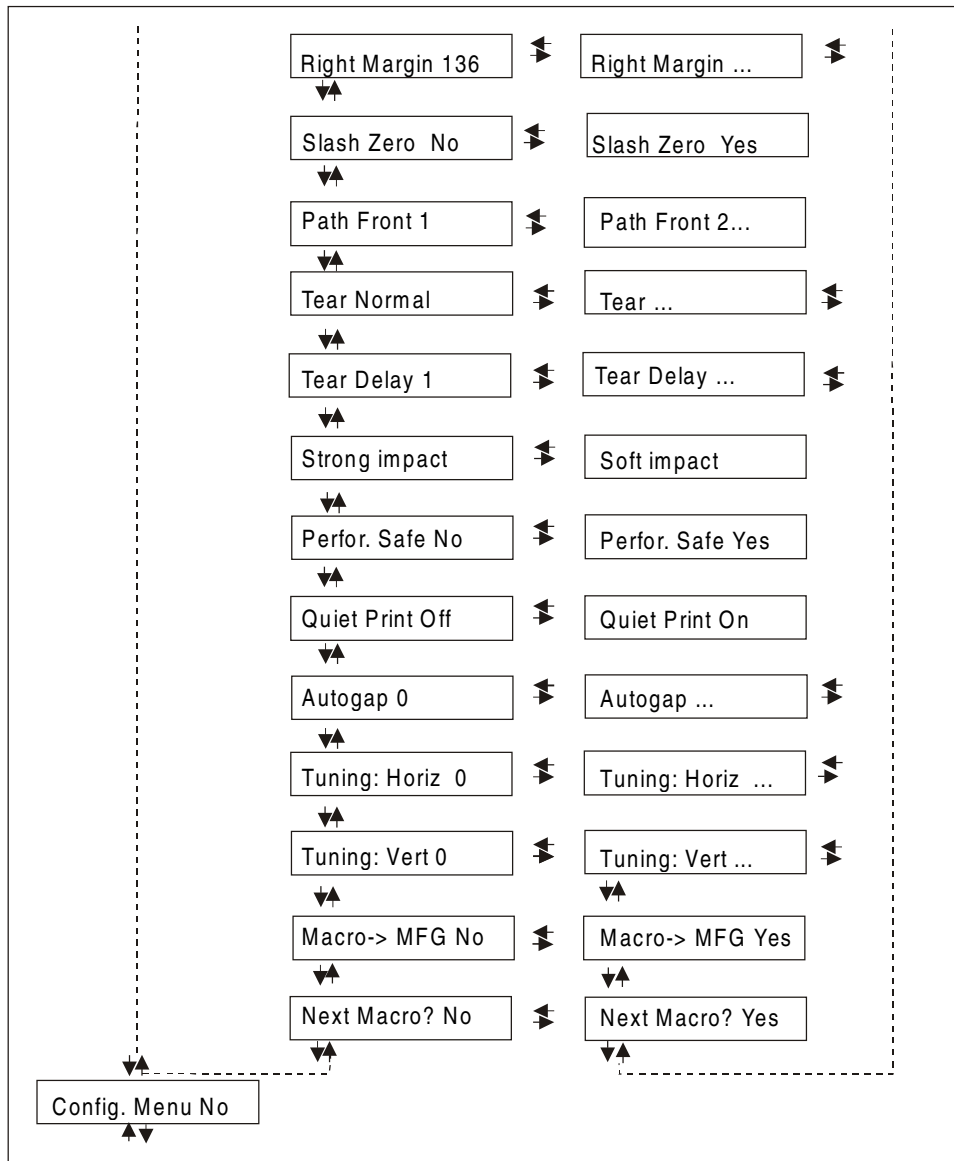 Right Margin 136
Right Margin ...
Slash Zero No
Slash Zero Yes
Path Front 1
Path Front 2...
Tear Normal
Tear ...
Tear Delay 1
Tear Delay ...
Strong impact
Soft impact
Perfor. Safe No
Perfor. Safe Yes
Quiet Print Off
Quiet Print On
Autogap 0
Autogap ...
Tuning: Horiz 0
Tuning: Horiz ...
Tuning: Vert 0
Tuning: Vert ...
Macro-> MFG No
Macro-> MFG Yes
Next Macro? No
Next Macro? Yes
Config. Menu No